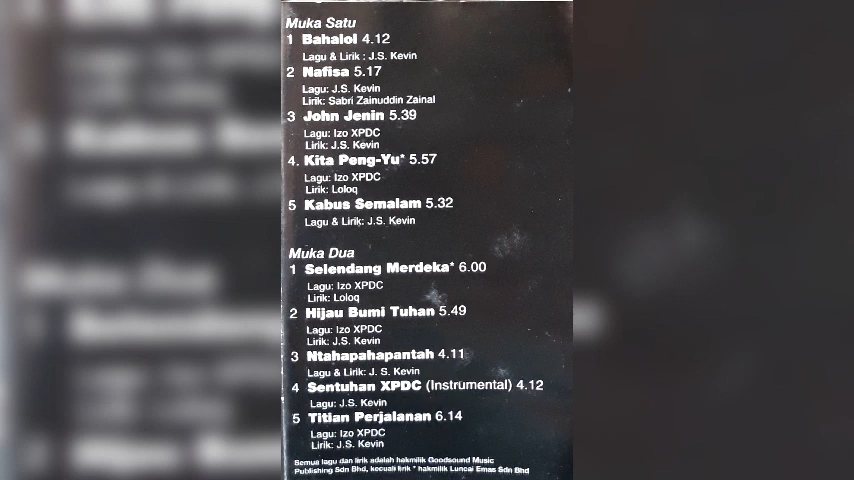 Muka Satu
1 Bahalol 4.12
Lagu & Lirik : J.S. Kevin
2 Nafisa 5.17
Lagu: J.S. Kevin
Lirik: Sabri Zainuddin Zainal
3 John Jenin 5.39
Lagu: Izo XPDC
Lirik: J.S. Kevin
4. Kita Peng-Yu* 5.57
Lagu: Izo XPDC
Lirik: Loloq
5 Kabus Semalam 5.32
Lagu & Lirik: J.S. Kevin
Muka Dua
1 Selendang Merdeka* 6.00
Lagu: Izo XPDC
Lirik: Loloq
2 Hijau Bumi Tuhan 5.49
Lagu: Izo XPDC
Lirik: J.S. Kevin
3 Ntahapahapantah 4.11
Lagu & Lirik: J. S. Kevin
4 Sentuhan XPDC (Instrumental) 4.12
Lagu: J.S. Kevin
5 Titian Perjalanan 6.14
Lagu: Izo XPDC
Lirik: J.S. Kevin
Semua lagu dan lirik adalah hakmilik Goodsound Music
Publishing Sdn Bhd, kecuali lirik * hakmilik Luncai Emas Sdn Bhd